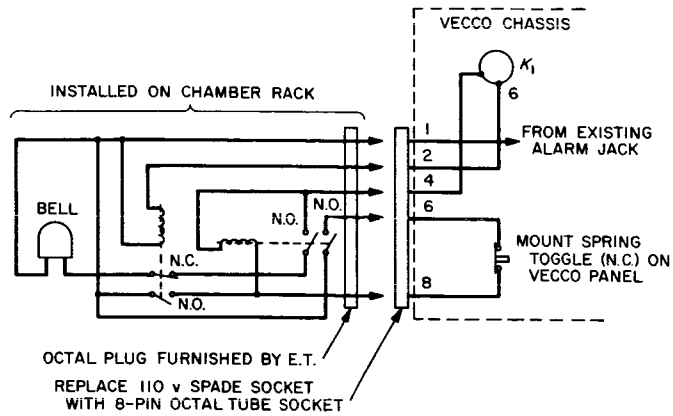 VECCO CHASSIS
K1
6
INSTALLED ON CHAMBER RACK
1
FROM EXISTING
ALARM JACK
2
4
6
BELL
N.O.
N.O.
N.C.
N.O.
MOUNT SPRING
TOGGLE (N.C.) ON
VECCO PANEL
8
OCTAL PLUG FURNISHED BY E.T.
REPLACE 110 v SPADE SOCKET
WITH 8-PIN OCTAL TUBE SOCKET